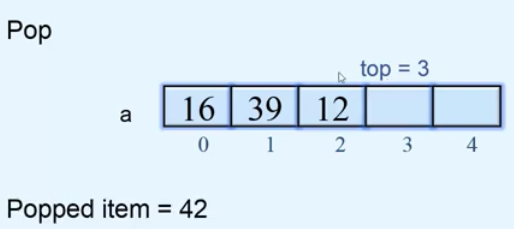 Pop
top = 3
a 16 39 12
0 1 2 3 4
Popped item = 42